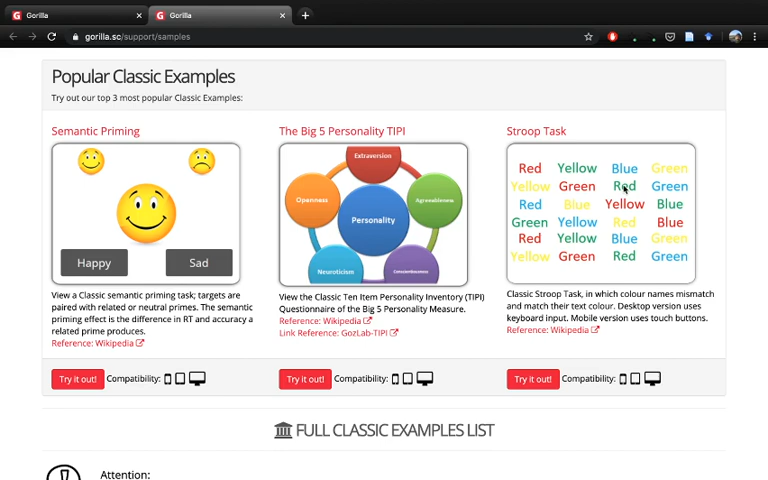 Gorilla
Gorilla
gorilla.sc/support/samples
Popular Classic Examples
Try out our top 3 most popular Classic Examples:
Semantic Priming
Happy Sad
View a Classic semantic priming task; targets are
paired with related or neutral primes. The semantic
priming effect is the difference in RT and accuracy a
related prime produces.
Reference: Wikipedia
Try it out! Compatibility:
The Big 5 Personality TIPI
Extraversion
Openness
Agreeableness
Personality
Neuroticism
Conscientiousness
View the Classic Ten Item Personality Inventory (TIPI)
Questionnaire of the Big 5 Personality Measure.
Reference: Wikipedia
Link Reference: GozLab-TIPI
Try it out! Compatibility:
Stroop Task
Red Yellow Blue Green
Yellow Green Red Green
Red Blue Yellow Blue
Green Yellow Red Blue
Red Yellow Blue Green
Yellow Green Red Green
Classic Stroop Task, in which colour names mismatch
and match their text colour. Desktop version uses
keyboard input. Mobile version uses touch buttons.
Reference: Wikipedia
Try it out! Compatibility:
FULL CLASSIC EXAMPLES LIST
Attention: